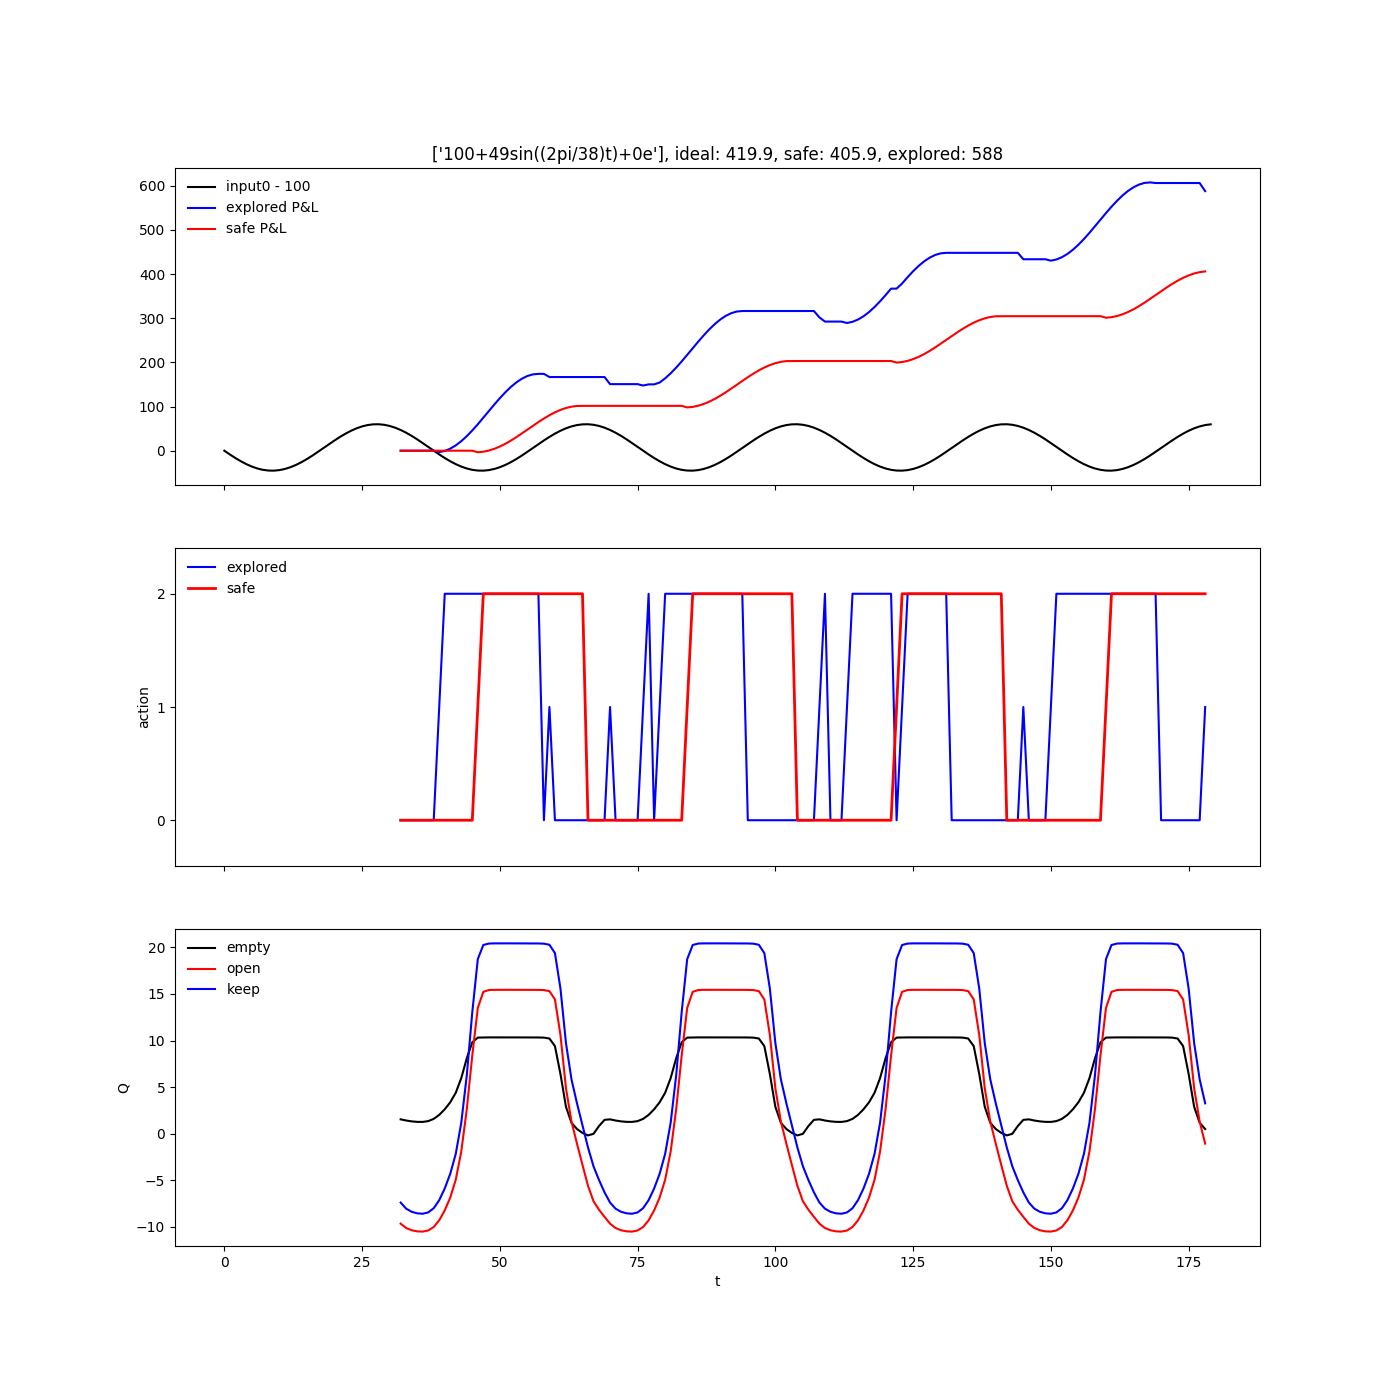 ['100+49sin((2pi/38)t)+0e'], ideal: 419.9, safe: 405.9, explored: 588
input0 - 100
explored P&L
safe P&L
600
500
400
300
200
100
0
explored
safe
action
2
1
0
empty
open
keep
Q
20
15
10
5
0
−5
−10
0 25 50 75 100 125 150 175
t